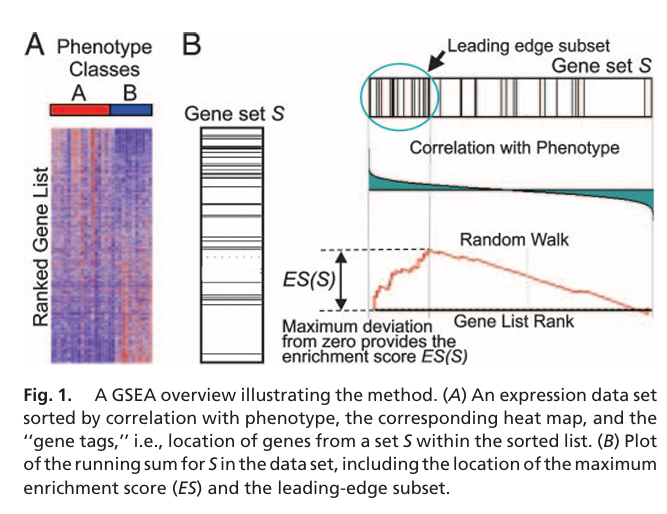 A
Phenotype
Classes
A B
Ranked Gene List
Gene set S
B
Leading edge subset
Gene set S
Correlation with Phenotype
Random Walk
ES(S)
Maximum deviation
from zero provides the
enrichment score ES(S)
Gene List Rank
Fig. 1. A GSEA overview illustrating the method. (A) An expression data set
sorted by correlation with phenotype, the corresponding heat map, and the
‘‘gene tags,’’ i.e., location of genes from a set S within the sorted list. (B) Plot
of the running sum for S in the data set, including the location of the maximum
enrichment score (ES) and the leading-edge subset.